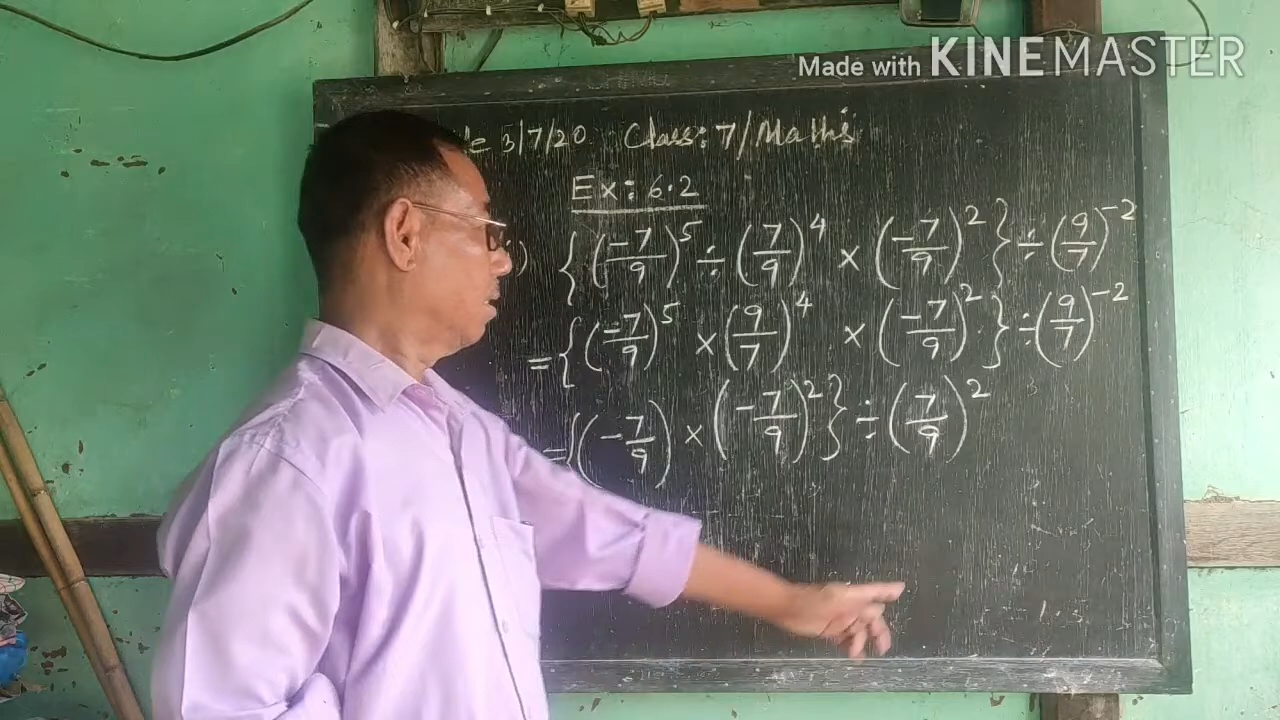 Made with KINEMASTER
3/7/20 Class: 7/Maths
Ex: 6.2
) {(-7/9)^5 ÷ (7/9)^4 × (-7/9)^2} ÷ (9/7)^-2
= {(-7/9)^5 × (9/7)^4 × (-7/9)^2} ÷ (9/7)^-2
= {(-7/9) × (-7/9)^2} ÷ (7/9)^2